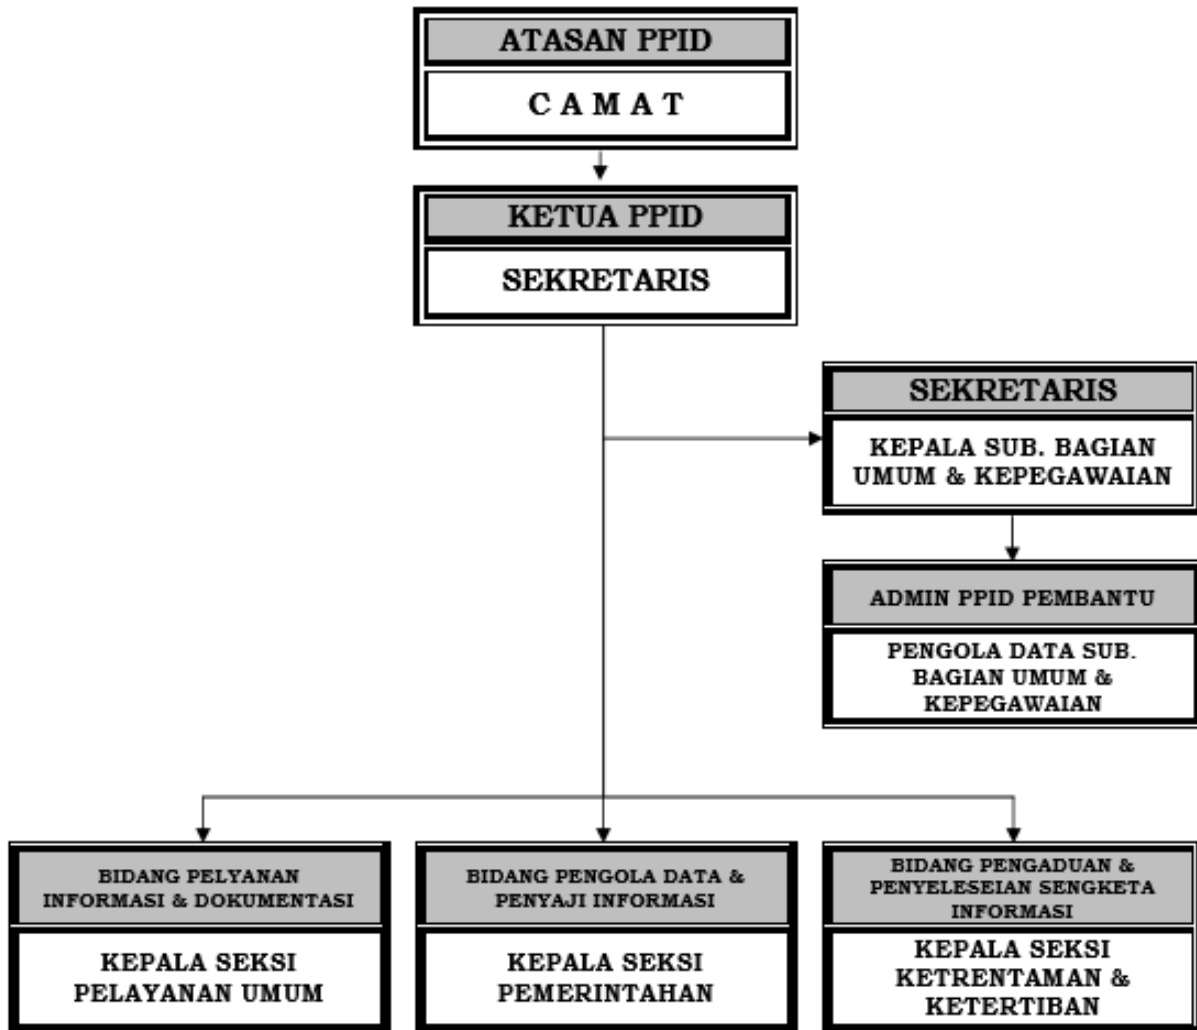 ATASAN PPID
C A M A T
KETUA PPID
SEKRETARIS
SEKRETARIS
KEPALA SUB. BAGIAN
UMUM & KEPEGAWAIAN
ADMIN PPID PEMBANTU
PENGOLA DATA SUB.
BAGIAN UMUM &
KEPEGAWAIAN
BIDANG PELYANAN
INFORMASI & DOKUMENTASI
KEPALA SEKSI
PELAYANAN UMUM
BIDANG PENGOLA DATA &
PENYAJI INFORMASI
KEPALA SEKSI
PEMERINTAHAN
BIDANG PENGADUAN &
PENYELESEIAN SENGKETA
INFORMASI
KEPALA SEKSI
KETRENTAMAN &
KETERTIBAN